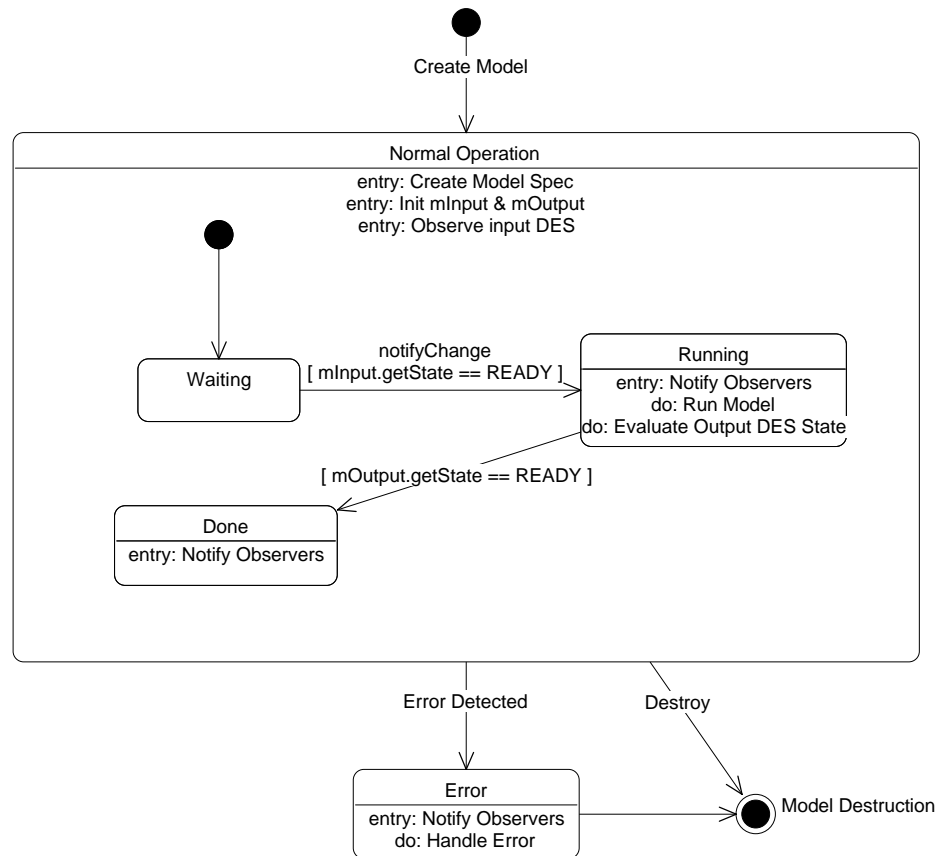 Create Model
Normal Operation
entry: Create Model Spec
entry: Init mInput & mOutput
entry: Observe input DES
Waiting
notifyChange
[ mInput.getState == READY ]
Running
entry: Notify Observers
do: Run Model
do: Evaluate Output DES State
[ mOutput.getState == READY ]
Done
entry: Notify Observers
Error Detected
Destroy
Error
entry: Notify Observers
do: Handle Error
Model Destruction